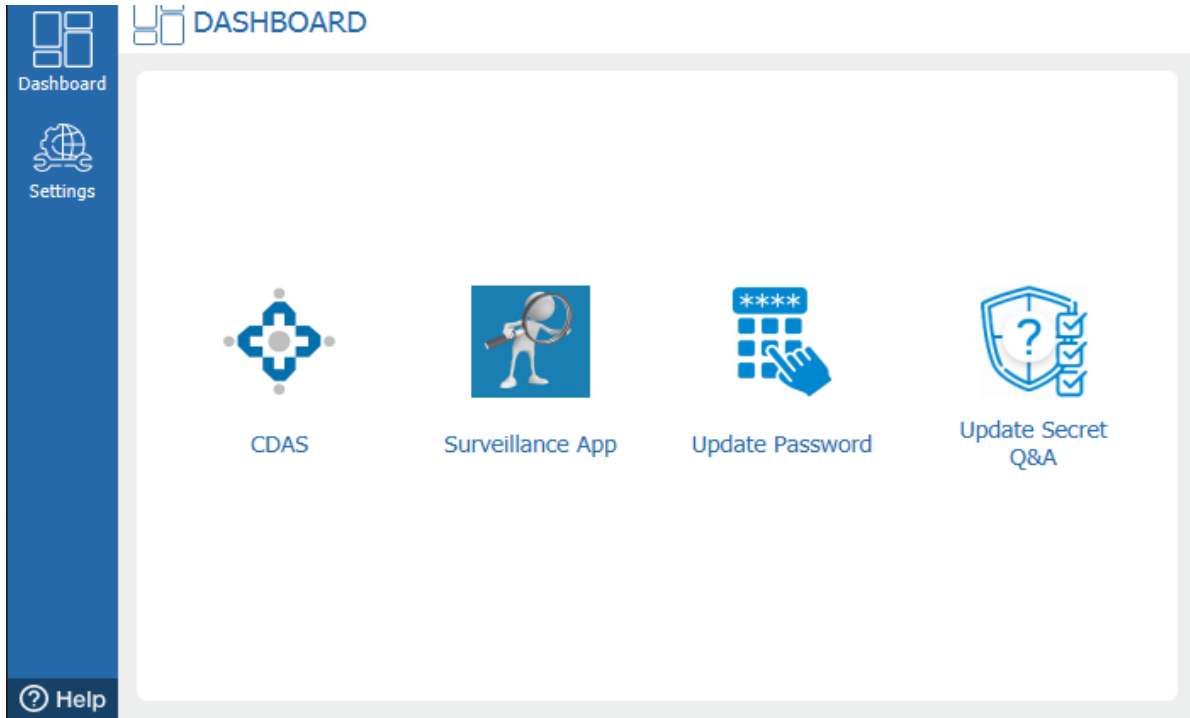 DASHBOARD
Dashboard
Settings
****
?
CDAS
Surveillance App
Update Password
Update Secret
Q&A
? Help